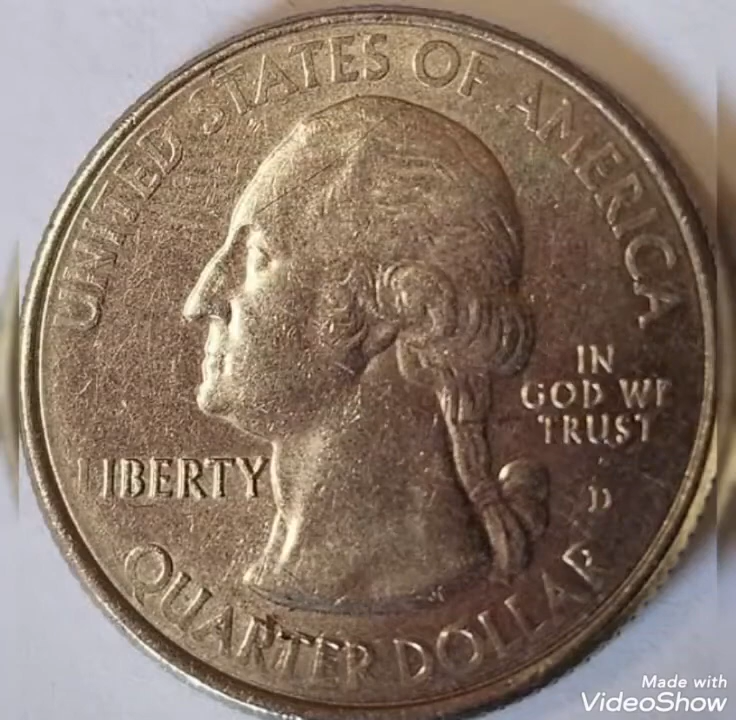 UNITED STATES OF AMERICA
IN
GOD WE
TRUST
LIBERTY
D
QUARTER DOLLAR
Made with
VideoShow